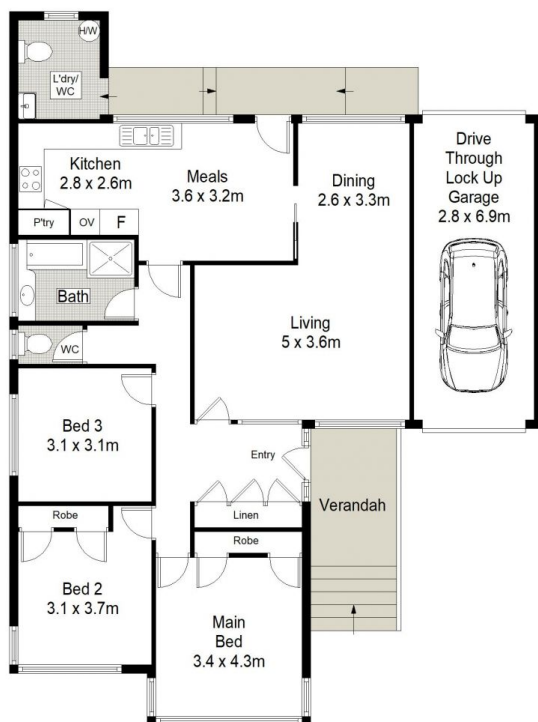 H/W
L'dry/
WC
Kitchen
2.8 x 2.6m
Meals
3.6 x 3.2m
Dining
2.6 x 3.3m
Drive
Through
Lock Up
Garage
2.8 x 6.9m
P'try
OV
F
Bath
Living
5 x 3.6m
WC
Bed 3
3.1 x 3.1m
Entry
Linen
Verandah
Robe
Robe
Bed 2
3.1 x 3.7m
Main
Bed
3.4 x 4.3m